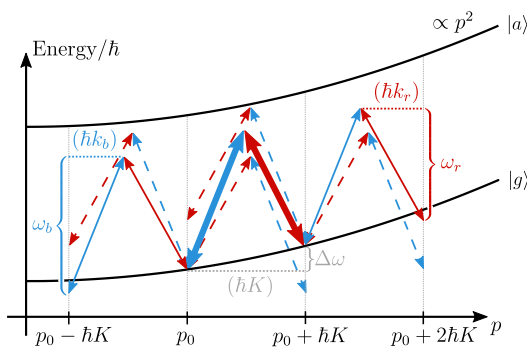 ∝ p²
|a⟩
Energy/ħ
(ħk_b)
(ħk_r)
ω_b
ω_r
|g⟩
Δω
(ħK)
p₀ − ħK
p₀
p₀ + ħK
p₀ + 2ħK
p